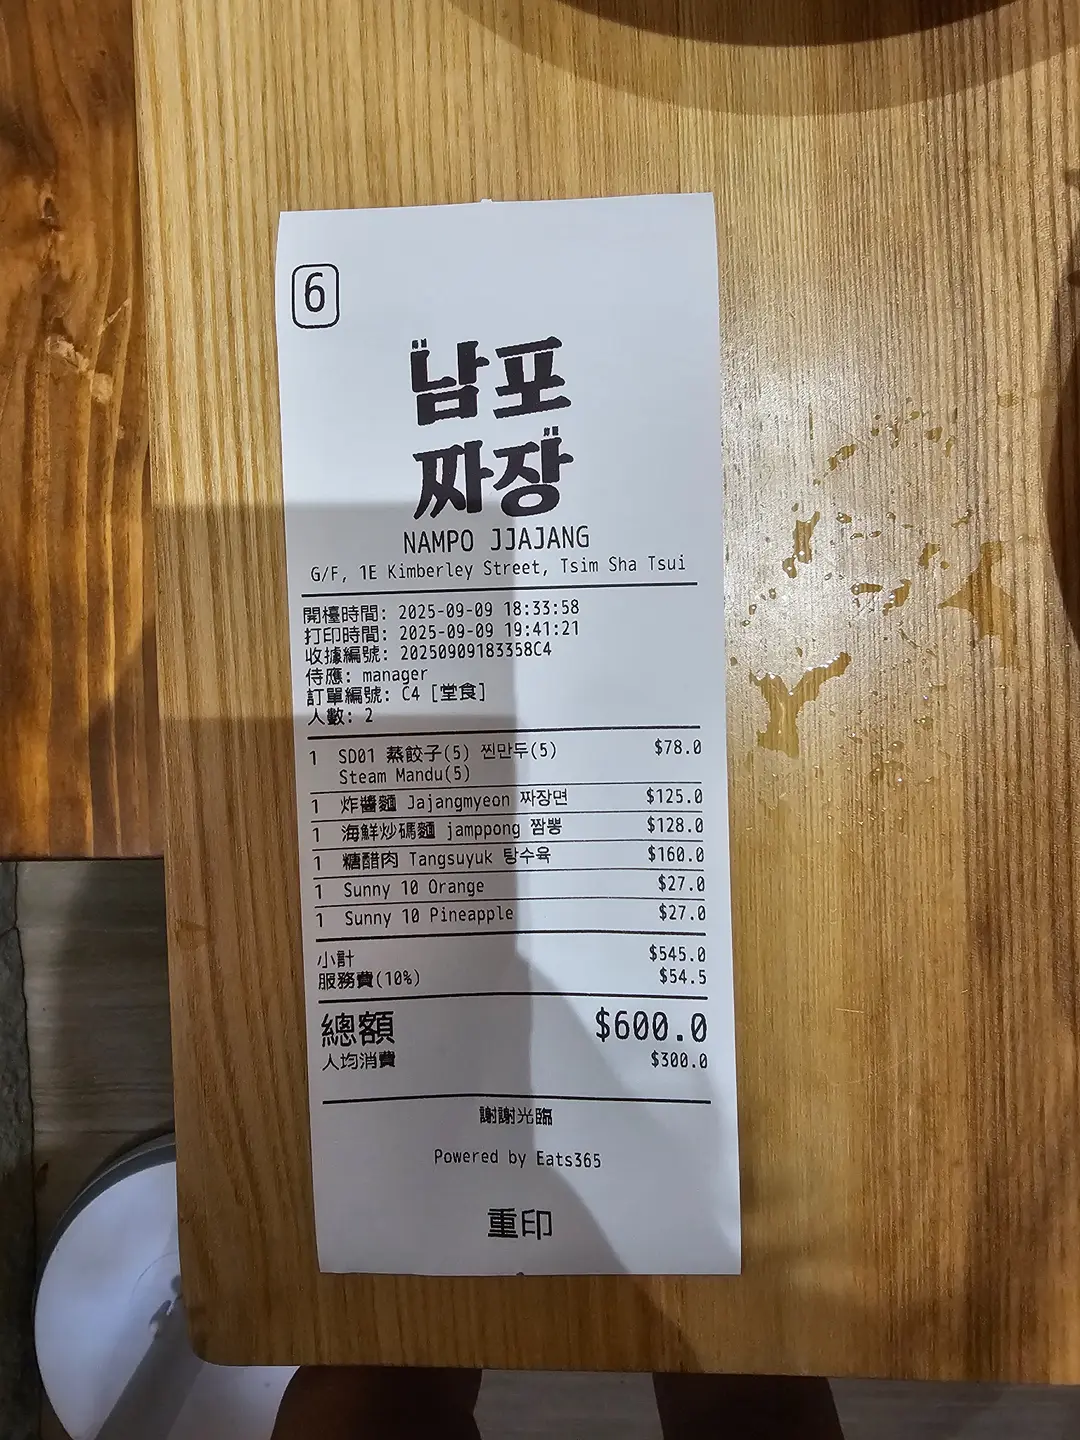 6
남포
짜장
NAMPO JJAJANG
G/F, 1E Kimberley Street, Tsim Sha Tsui
開檯時間: 2025-09-09 18:33:58
打印時間: 2025-09-09 19:41:21
收據編號: 20250909183358C4
侍應: manager
訂單編號: C4 [堂食]
人數: 2
1 SD01 蒸餃子(5) 찐만두(5) $78.0
Steam Mandu(5)
1 炸醬麵 Jajangmyeon 짜장면 $125.0
1 海鮮炒碼麵 jamppong 짬뽕 $128.0
1 糖醋肉 Tangsuyuk 탕수육 $160.0
1 Sunny 10 Orange $27.0
1 Sunny 10 Pineapple $27.0
小計 $545.0
服務費(10%) $54.5
總額 $600.0
人均消費 $300.0
謝謝光臨
Powered by Eats365
重印